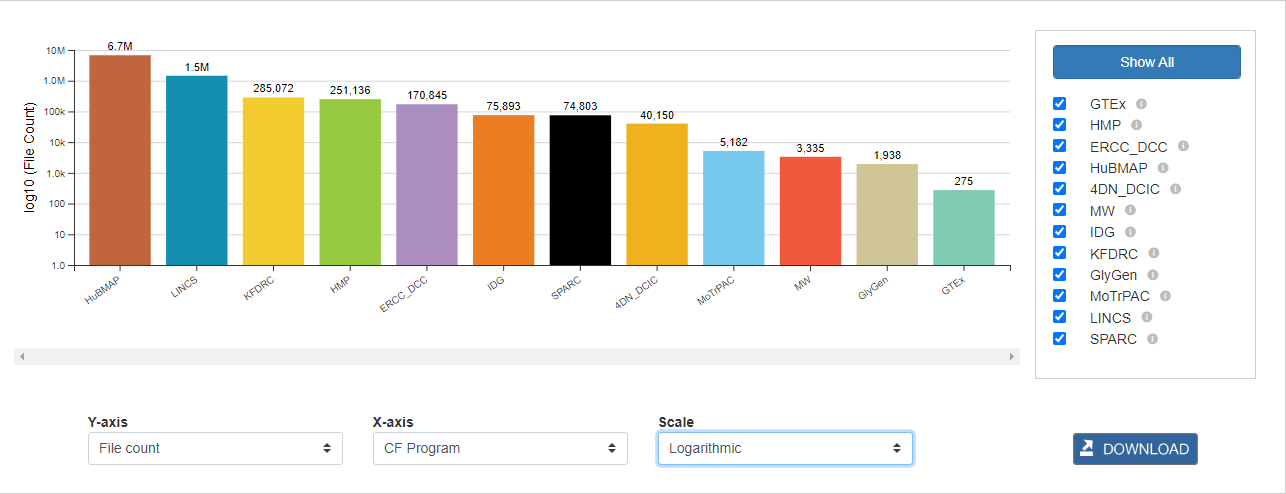 6.7M
1.5M
285,072
251,136
170,845
75,893
74,803
40,150
5,182
3,335
1,938
275
10M
1.0M
100k
10k
1.0k
100
10
1.0
log10 (File Count)
HuBMAP
LINCS
KFDRC
HMP
ERCC_DCC
IDG
SPARC
4DN_DCIC
MoTrPAC
MW
GlyGen
GTEx
Show All
GTEx
HMP
ERCC_DCC
HuBMAP
4DN_DCIC
MW
IDG
KFDRC
GlyGen
MoTrPAC
LINCS
SPARC
Y-axis
File count
X-axis
CF Program
Scale
Logarithmic
DOWNLOAD